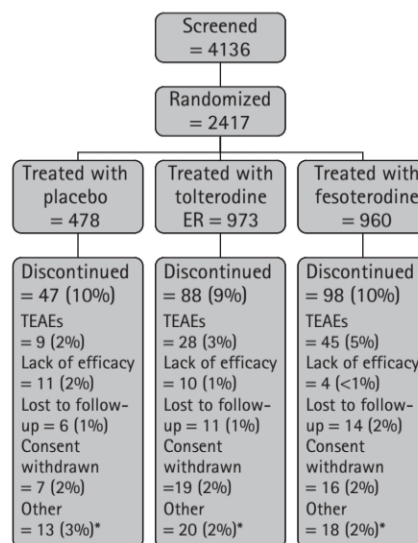 Screened
= 4136
Randomized
= 2417
Treated with
placebo
= 478
Treated with
tolterodine
ER = 973
Treated with
fesoterodine
= 960
Discontinued
= 47 (10%)
TEAEs
= 9 (2%)
Lack of efficacy
= 11 (2%)
Lost to follow-
up = 6 (1%)
Consent
withdrawn
= 7 (2%)
Other
= 13 (3%)*
Discontinued
= 88 (9%)
TEAEs
= 28 (3%)
Lack of efficacy
= 10 (1%)
Lost to follow-
up = 11 (1%)
Consent
withdrawn
=19 (2%)
Other
= 20 (2%)*
Discontinued
= 98 (10%)
TEAEs
= 45 (5%)
Lack of efficacy
= 4 (<1%)
Lost to follow-
up = 14 (2%)
Consent
withdrawn
= 16 (2%)
Other
= 18 (2%)*